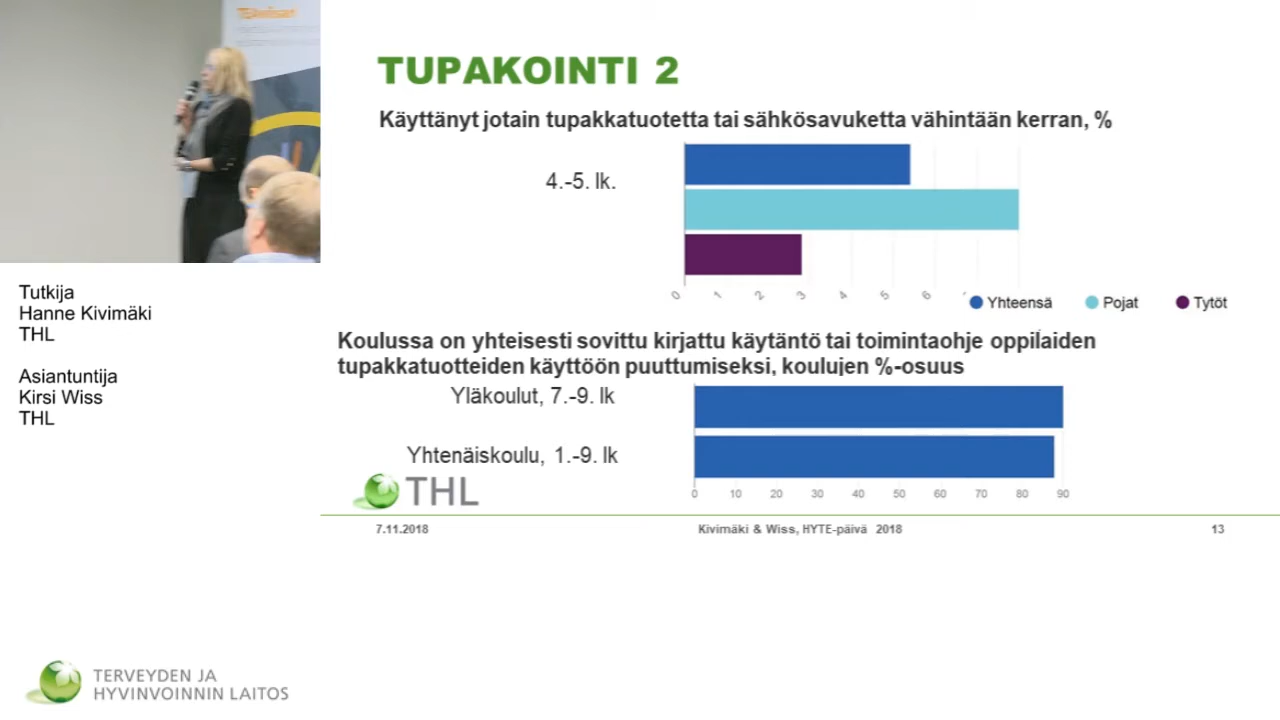 TUPAKOINTI 2
Käyttänyt jotain tupakkatuotetta tai sähkösavuketta vähintään kerran, %
4.-5. lk.
0 1 2 3 4 5 6
Yhteensä Pojat Tytöt
Tutkija
Hanne Kivimäki
THL
Asiantuntija
Kirsi Wiss
THL
Koulussa on yhteisesti sovittu kirjattu käytäntö tai toimintaohje oppilaiden
tupakkatuotteiden käyttöön puuttumiseksi, koulujen %-osuus
Yläkoulut, 7.-9. lk
Yhtenäiskoulu, 1.-9. lk
0 10 20 30 40 50 60 70 80 90
THL
7.11.2018 Kivimäki & Wiss, HYTE-päivä 2018 13
TERVEYDEN JA
HYVINVOINNIN LAITOS